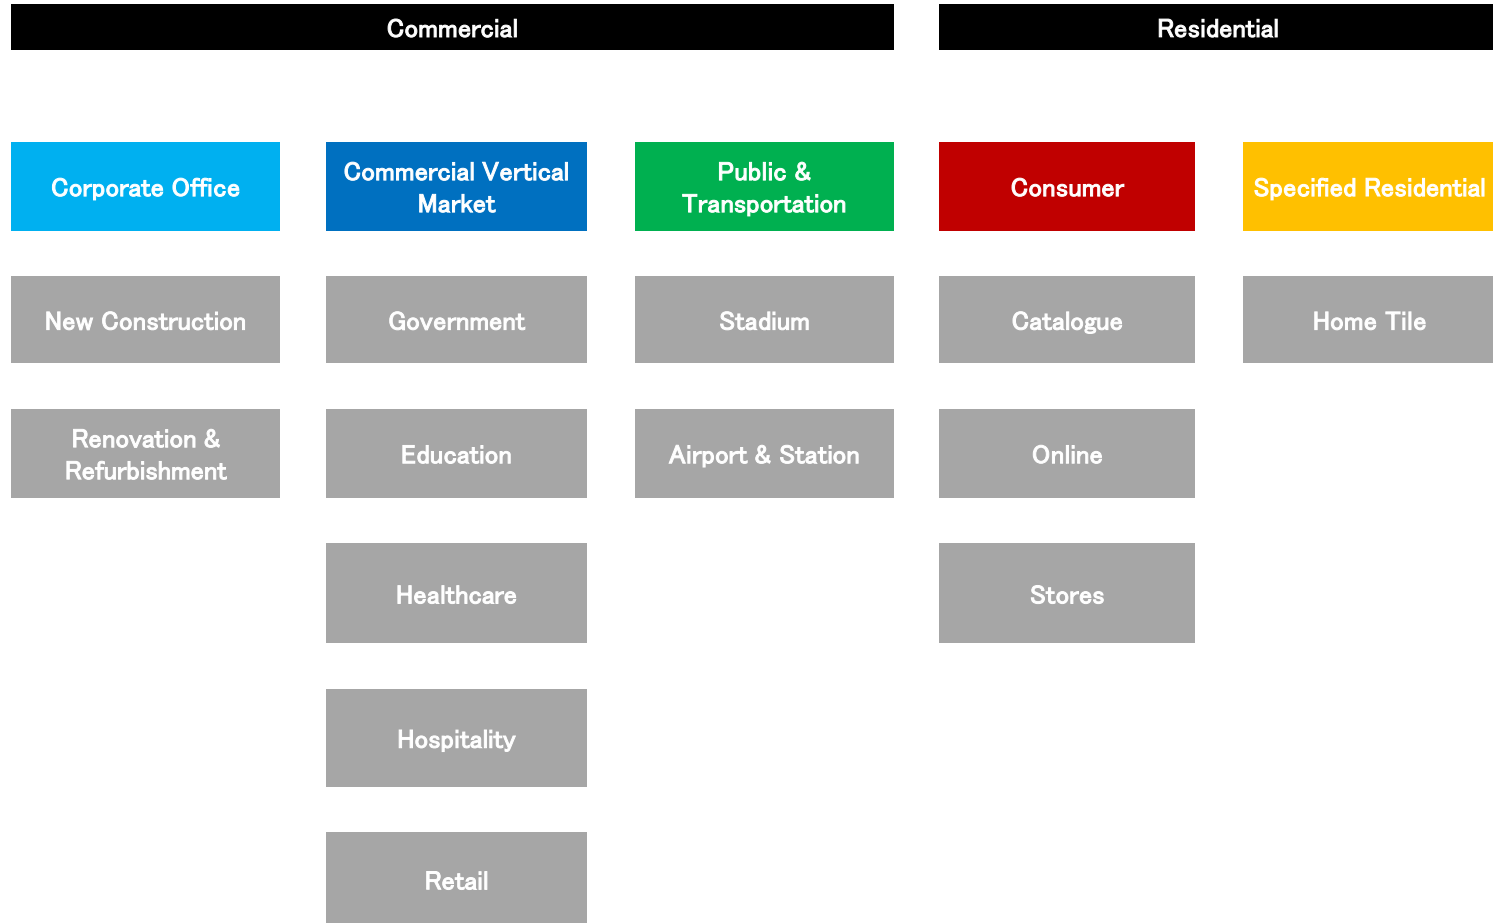 Commercial
Residential
Corporate Office
Commercial Vertical
Market
Public &
Transportation
Consumer
Specified Residential
New Construction
Government
Stadium
Catalogue
Home Tile
Renovation &
Refurbishment
Education
Airport & Station
Online
Healthcare
Stores
Hospitality
Retail